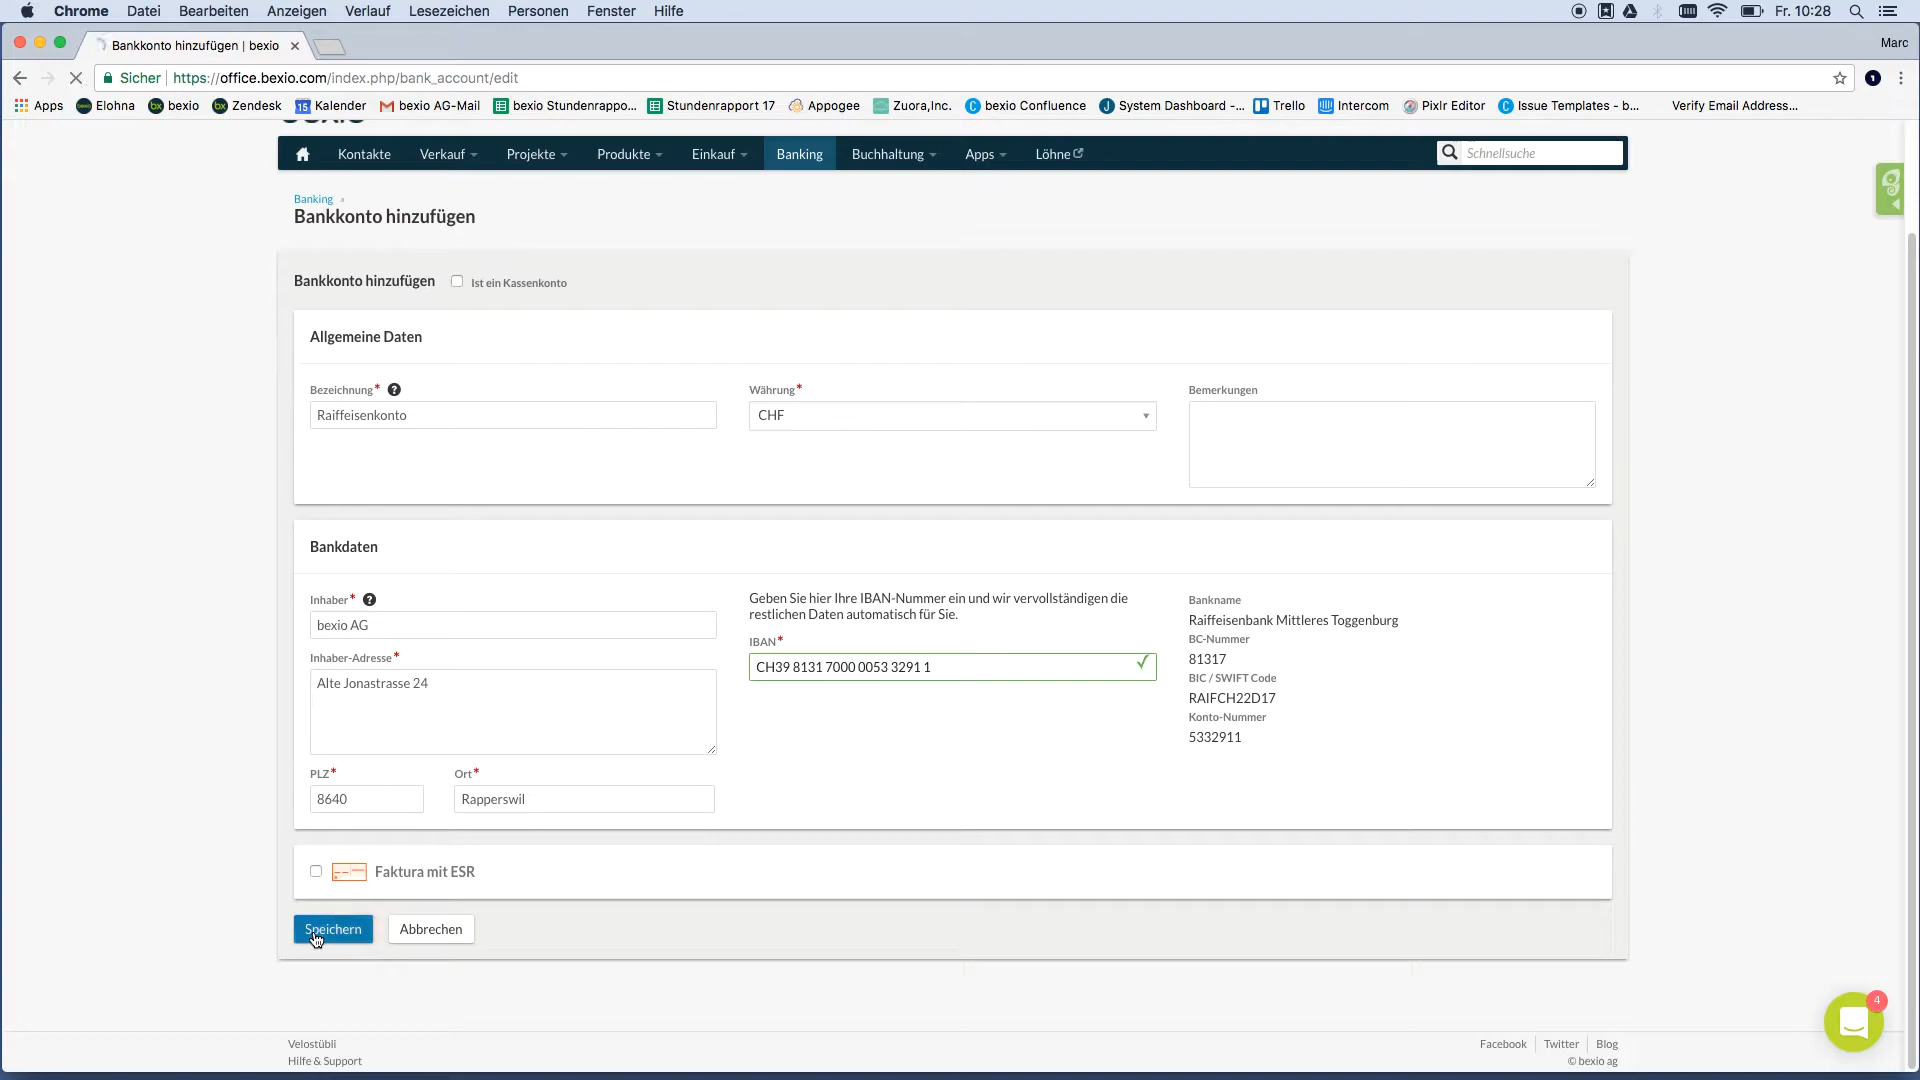 Chrome Datei Bearbeiten Anzeigen Verlauf Lesezeichen Personen Fenster Hilfe Fr. 10:28
Bankkonto hinzufügen | bexio Marc
Sicher https://office.bexio.com/index.php/bank_account/edit
Apps Elohna bexio Zendesk 15 Kalender bexio AG-Mail bexio Stundenrappo... Stundenrapport 17 Appogee Zuora,Inc. bexio Confluence System Dashboard -... Trello Intercom Pixlr Editor Issue Templates - b... Verify Email Address...
Kontakte Verkauf Projekte Produkte Einkauf Banking Buchhaltung Apps Löhne Schnellsuche
Banking »
Bankkonto hinzufügen
Bankkonto hinzufügen Ist ein Kassenkonto
Allgemeine Daten
Bezeichnung* ? Währung* Bemerkungen
Raiffeisenkonto CHF
Bankdaten
Inhaber* ?
bexio AG
Inhaber-Adresse*
Alte Jonastrasse 24
PLZ* Ort*
8640 Rapperswil
Geben Sie hier Ihre IBAN-Nummer ein und wir vervollständigen die
restlichen Daten automatisch für Sie.
IBAN*
CH39 8131 7000 0053 3291 1
Bankname
Raiffeisenbank Mittleres Toggenburg
BC-Nummer
81317
BIC / SWIFT Code
RAIFCH22D17
Konto-Nummer
5332911
Faktura mit ESR
Speichern Abbrechen
4
Velostübli Facebook Twitter Blog
Hilfe & Support © bexio ag